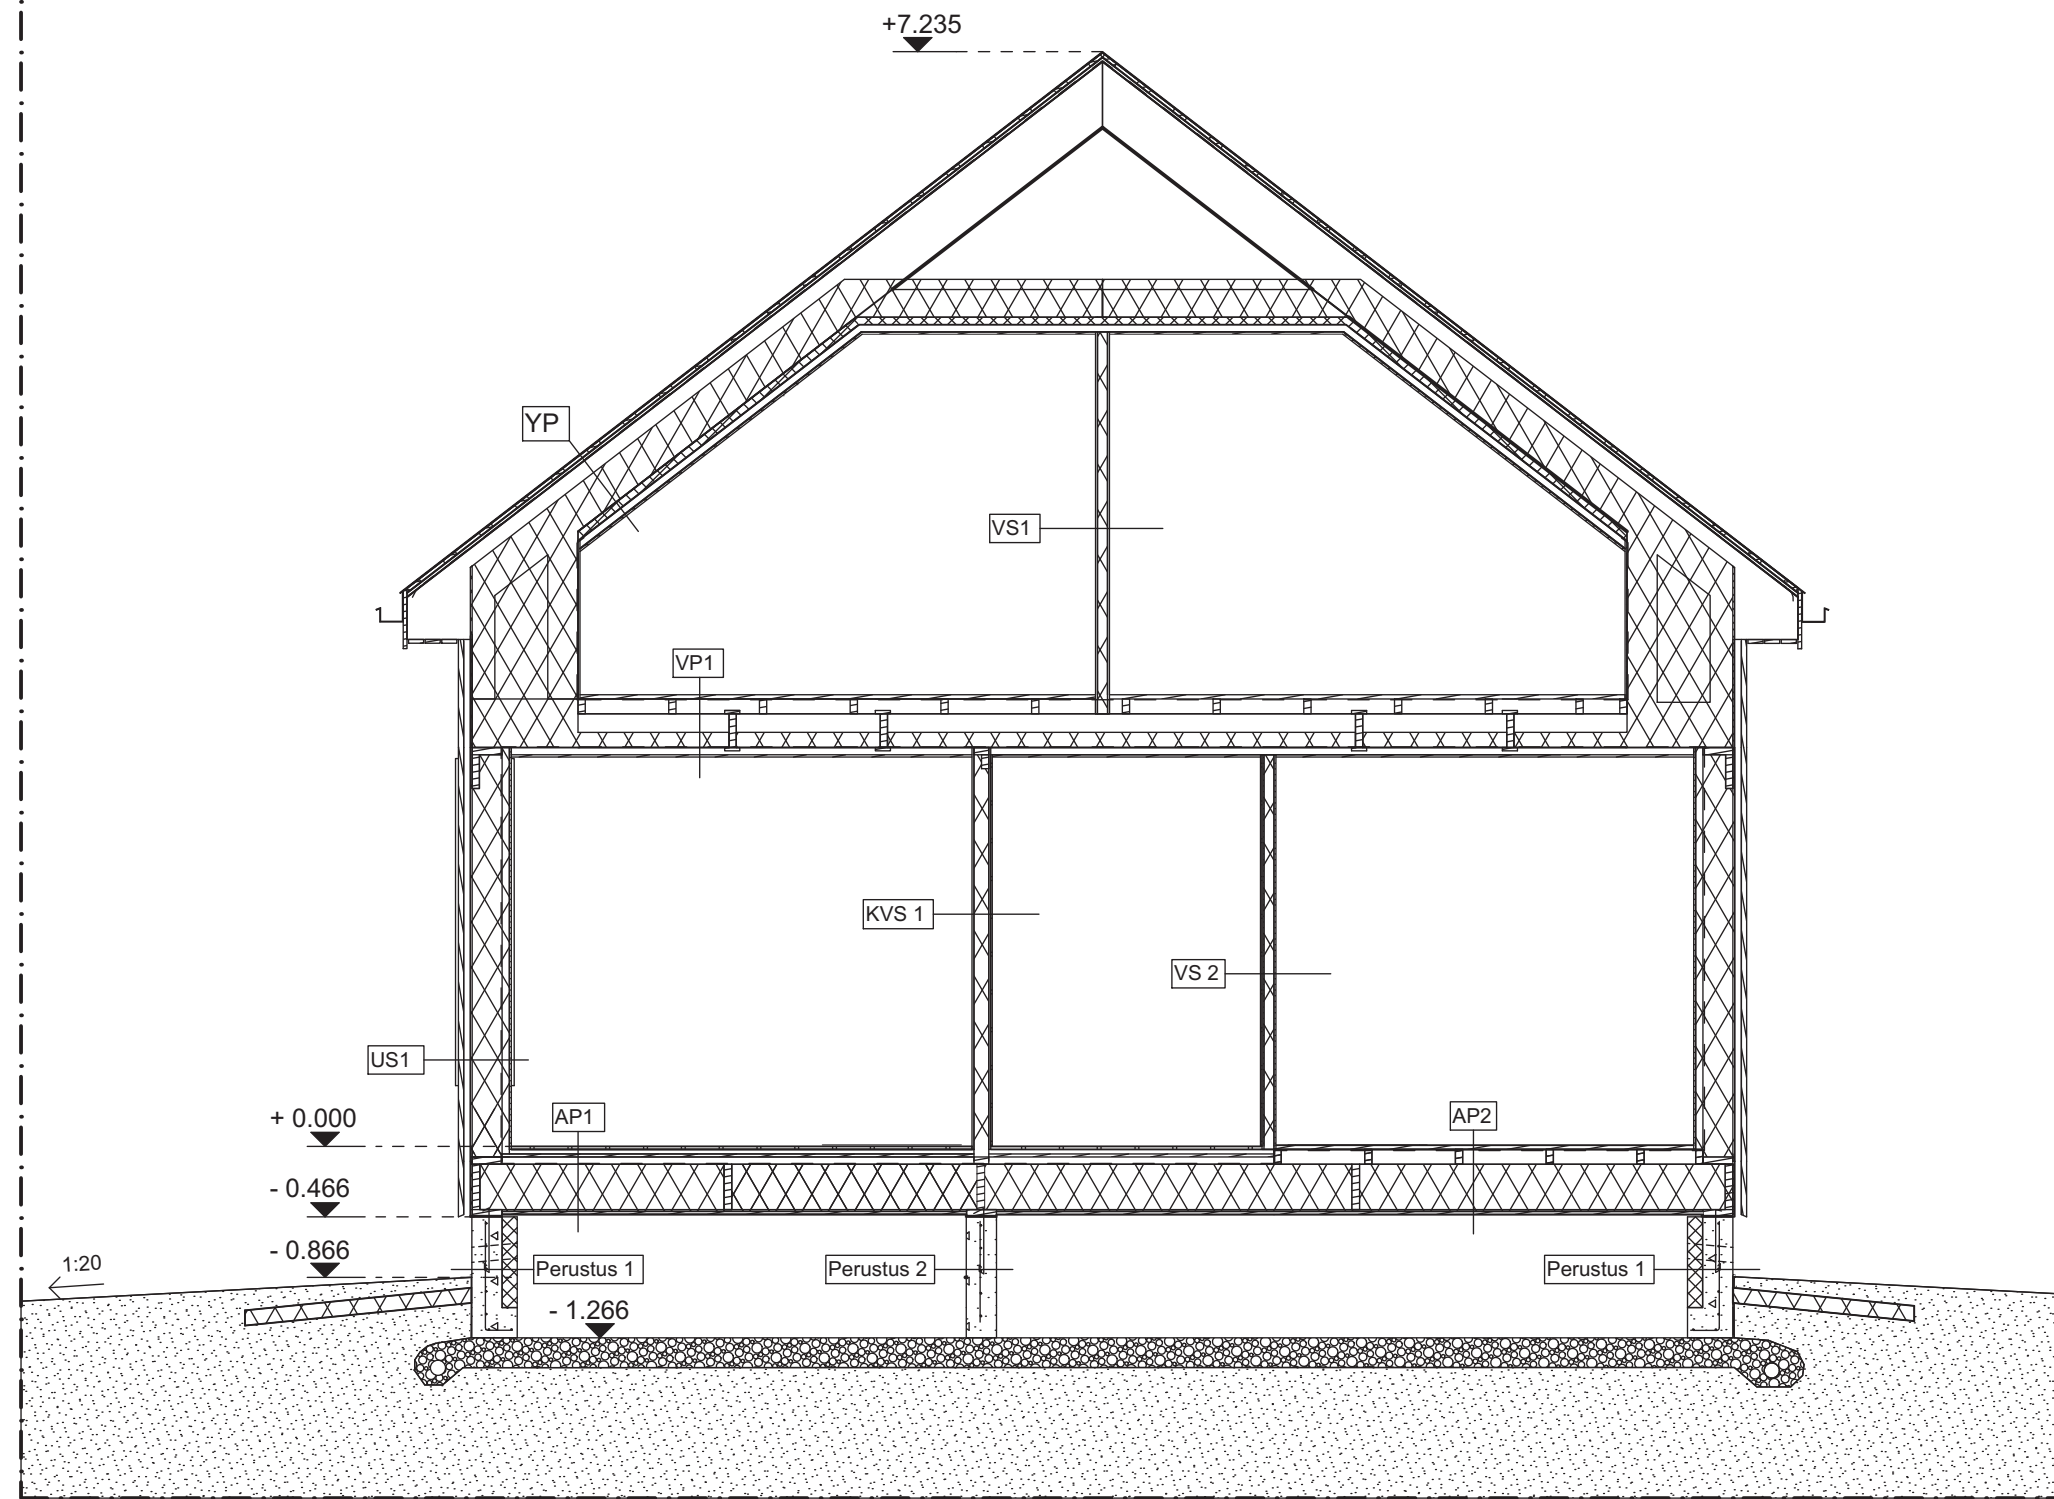 +7.235
YP
VS1
VP1
KVS 1
VS 2
US1
AP1
AP2
+ 0.000
- 0.466
- 0.866
1:20
Perustus 1
Perustus 2
Perustus 1
- 1.266